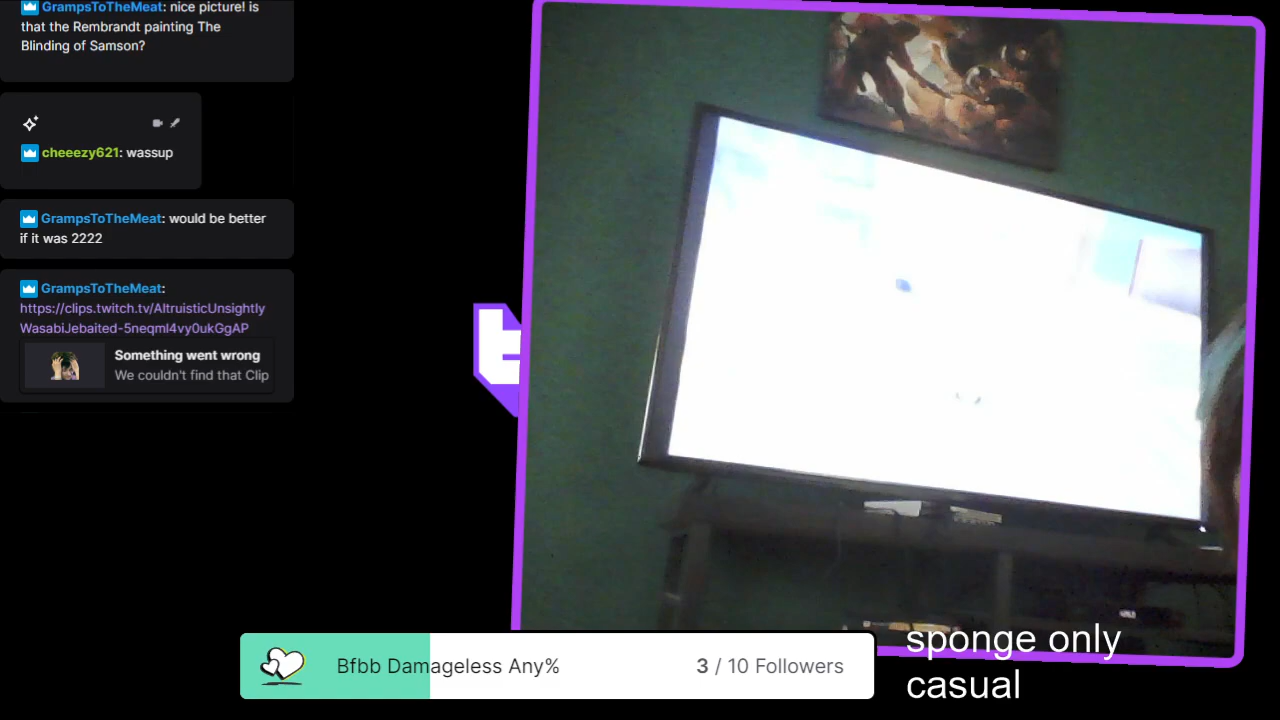 GrampsToTheMeat: nice picture! is
that the Rembrandt painting The
Blinding of Samson?
cheeezy621: wassup
GrampsToTheMeat: would be better
if it was 2222
GrampsToTheMeat:
https://clips.twitch.tv/AltruisticUnsightly
WasabiJebaited-5neqmI4vy0ukGgAP
Something went wrong
We couldn't find that Clip
Bfbb Damageless Any% 3 / 10 Followers
sponge only
casual